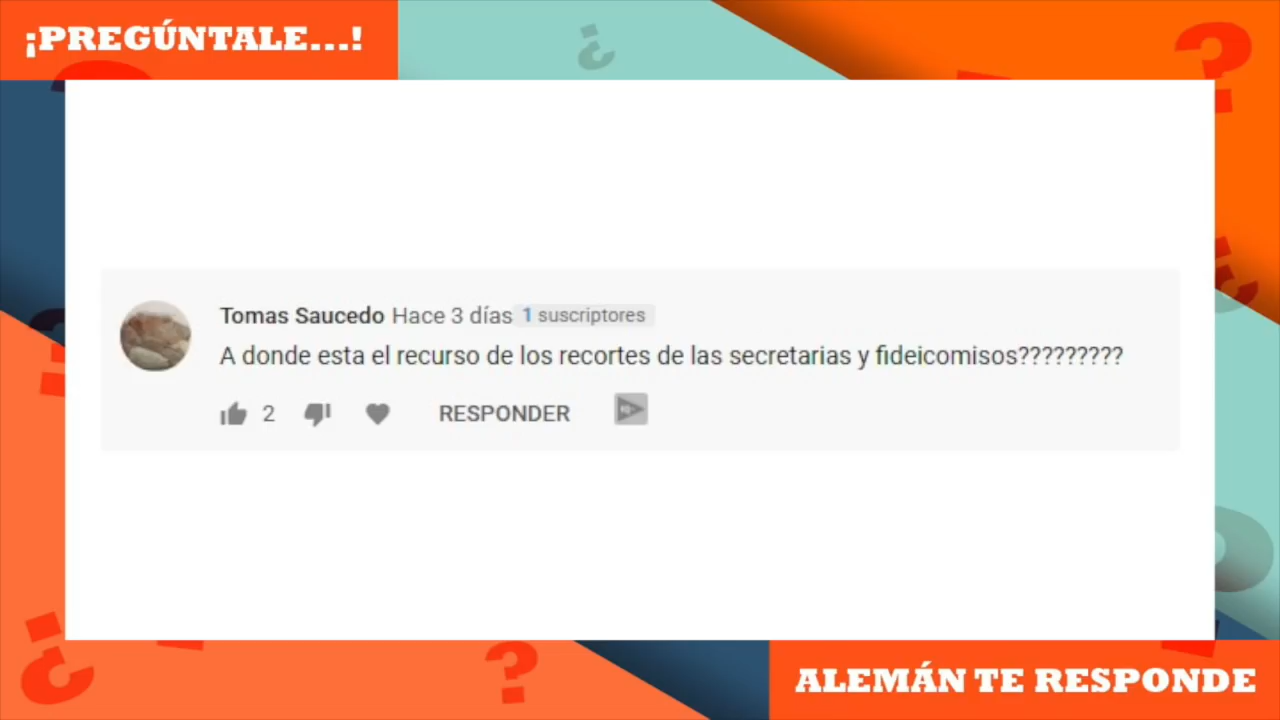 ¡PREGÚNTALE...!
Tomas Saucedo Hace 3 días 1 suscriptores
A donde esta el recurso de los recortes de las secretarias y fideicomisos?????????
2 RESPONDER
ALEMÁN TE RESPONDE